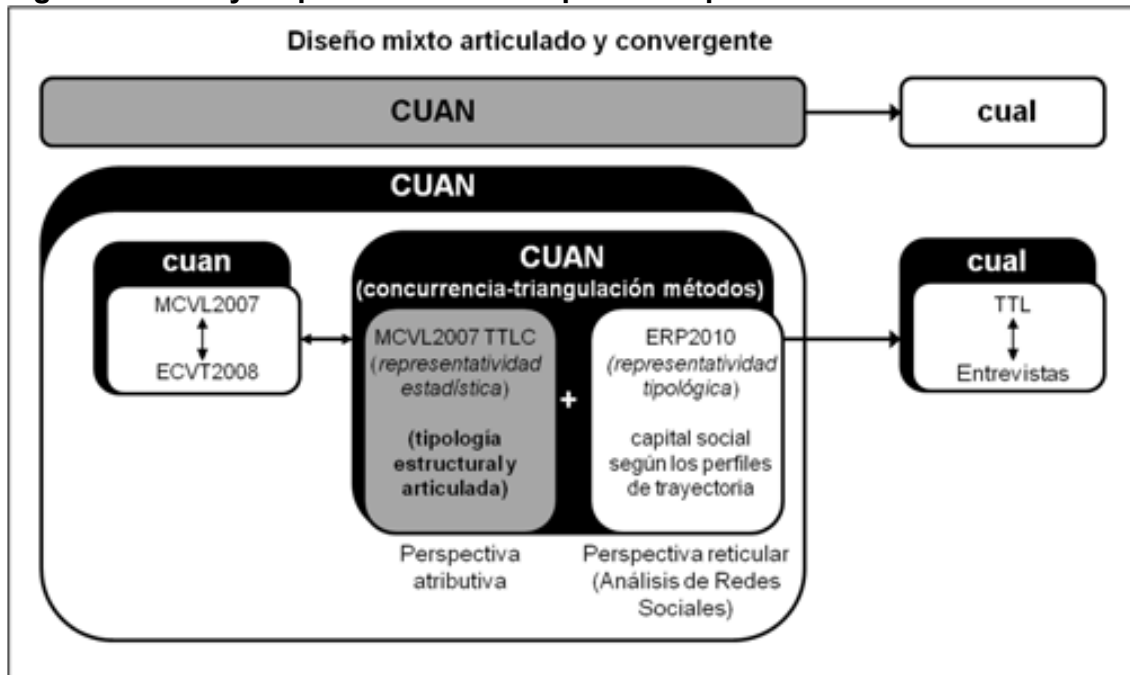 Diseño mixto articulado y convergente
CUAN
cual
CUAN
cuan
MCVL2007
ECVT2008
CUAN
(concurrencia-triangulación métodos)
MCVL2007 TTLC
(representatividad
estadística)
(tipología
estructural y
articulada)
+
ERP2010
(representatividad
tipológica)
capital social
según los perfiles
de trayectoria
cual
TTL
Entrevistas
Perspectiva
atributiva
Perspectiva reticular
(Análisis de Redes
Sociales)